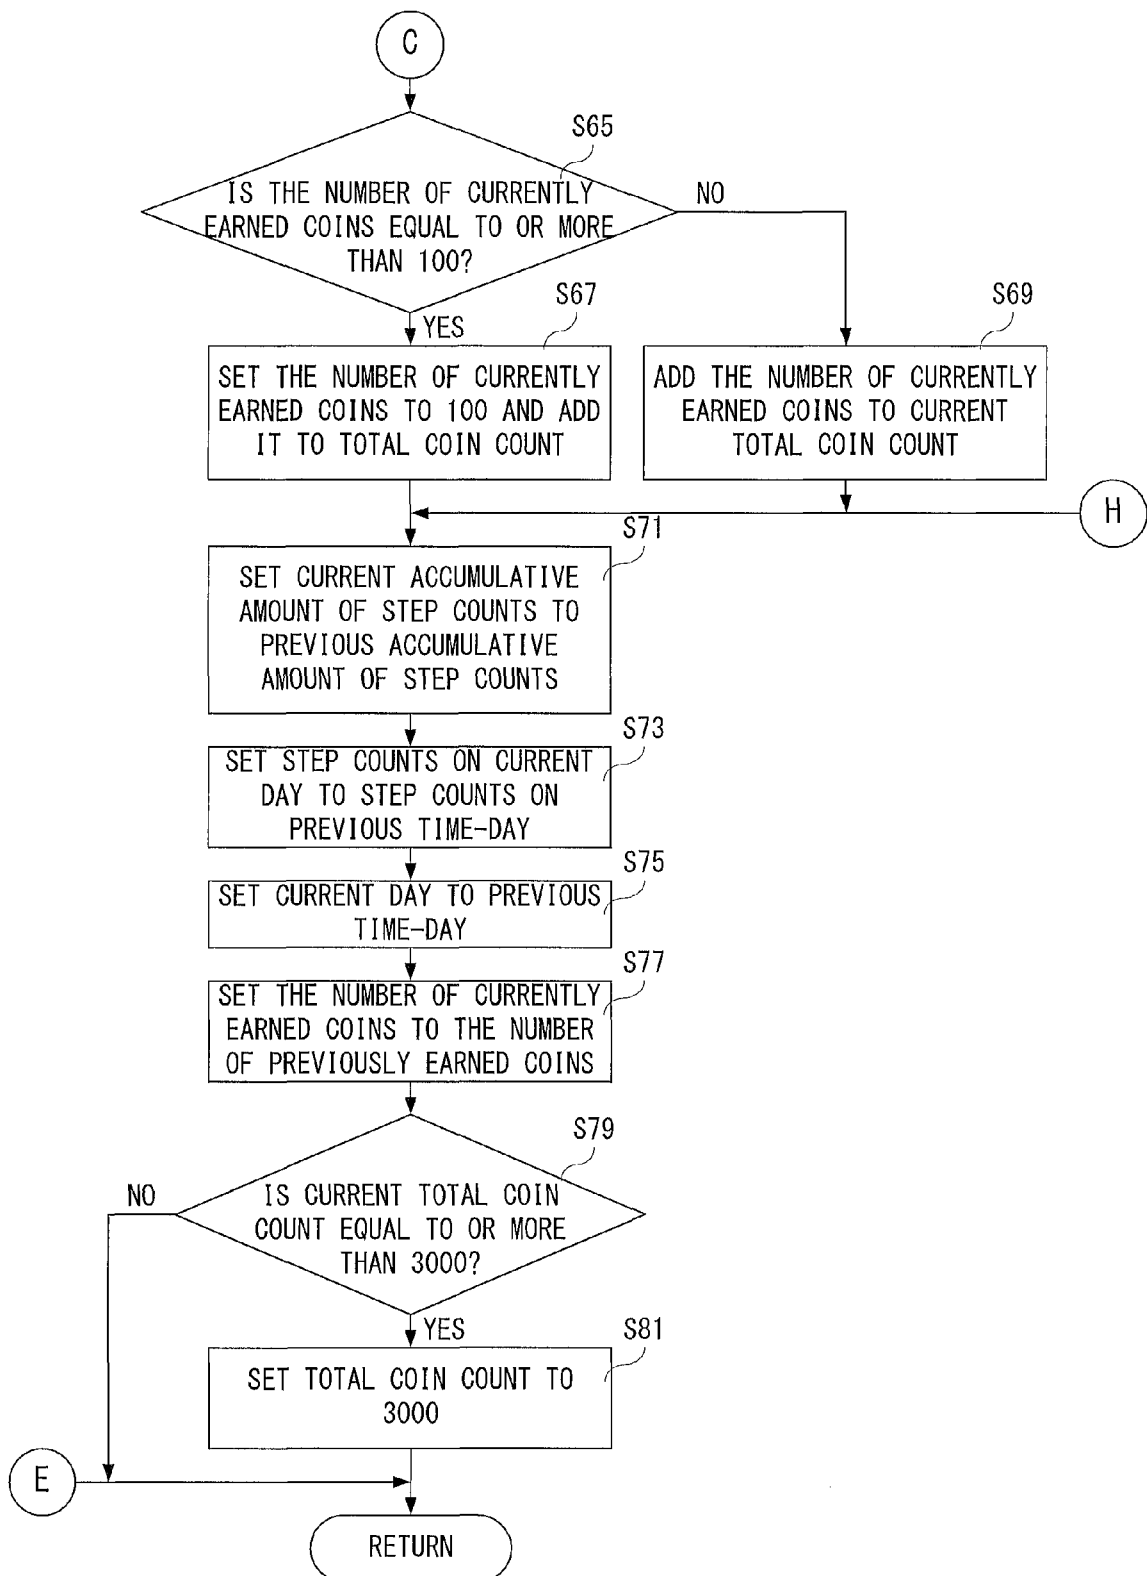 C
S65
IS THE NUMBER OF CURRENTLY
EARNED COINS EQUAL TO OR MORE
THAN 100?
NO
YES
S67
SET THE NUMBER OF CURRENTLY
EARNED COINS TO 100 AND ADD
IT TO TOTAL COIN COUNT
S69
ADD THE NUMBER OF CURRENTLY
EARNED COINS TO CURRENT
TOTAL COIN COUNT
H
S71
SET CURRENT ACCUMULATIVE
AMOUNT OF STEP COUNTS TO
PREVIOUS ACCUMULATIVE
AMOUNT OF STEP COUNTS
S73
SET STEP COUNTS ON CURRENT
DAY TO STEP COUNTS ON
PREVIOUS TIME-DAY
S75
SET CURRENT DAY TO PREVIOUS
TIME-DAY
S77
SET THE NUMBER OF CURRENTLY
EARNED COINS TO THE NUMBER
OF PREVIOUSLY EARNED COINS
S79
NO
IS CURRENT TOTAL COIN
COUNT EQUAL TO OR MORE
THAN 3000?
YES
S81
SET TOTAL COIN COUNT TO
3000
E
RETURN